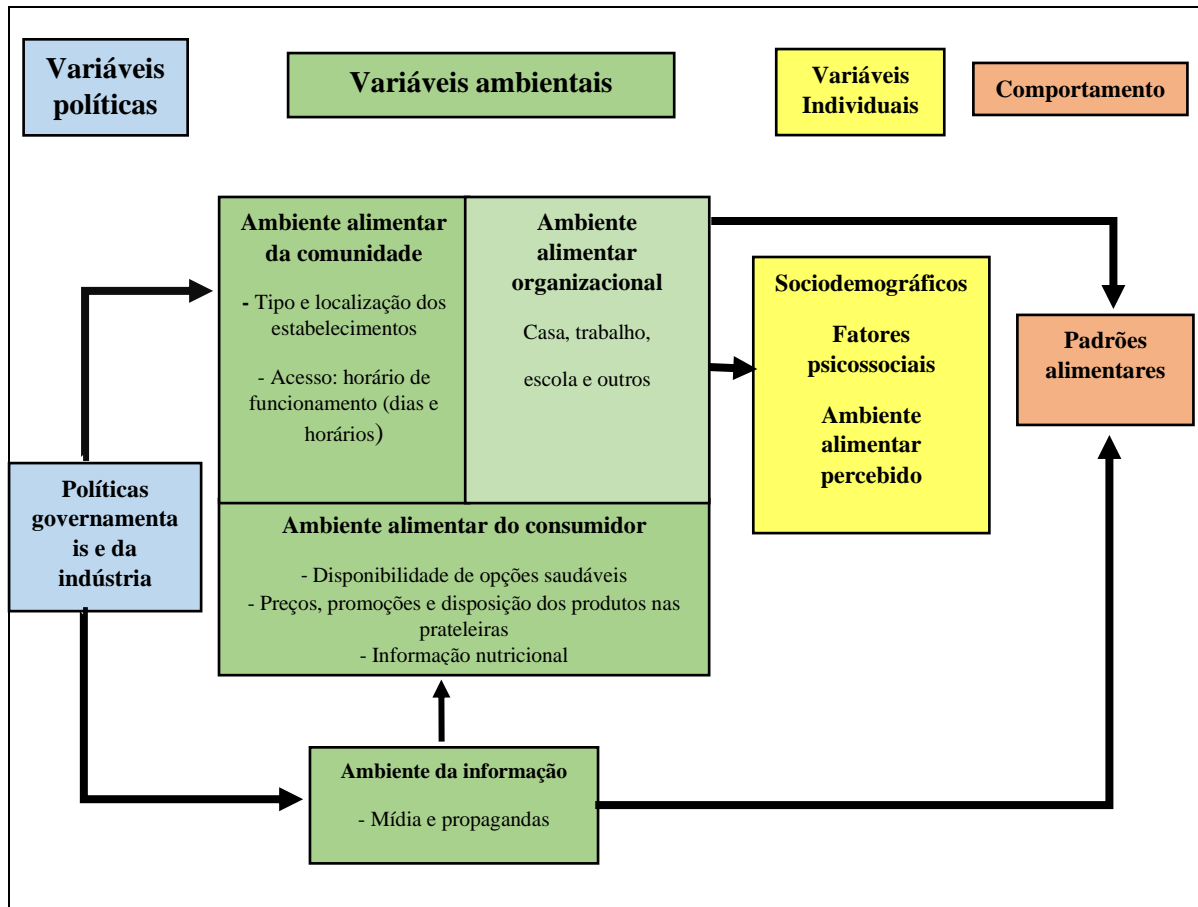 Variáveis
políticas
Variáveis ambientais
Variáveis
Individuais
Comportamento
Ambiente alimentar
da comunidade
- Tipo e localização dos
estabelecimentos
- Acesso: horário de
funcionamento (dias e
horários)
Ambiente
alimentar
organizacional
Casa, trabalho,
escola e outros
Sociodemográficos
Fatores
psicossociais
Ambiente
alimentar
percebido
Padrões
alimentares
Políticas
governamenta
is e da
indústria
Ambiente alimentar do consumidor
- Disponibilidade de opções saudáveis
- Preços, promoções e disposição dos produtos nas
prateleiras
- Informação nutricional
Ambiente da informação
- Mídia e propagandas